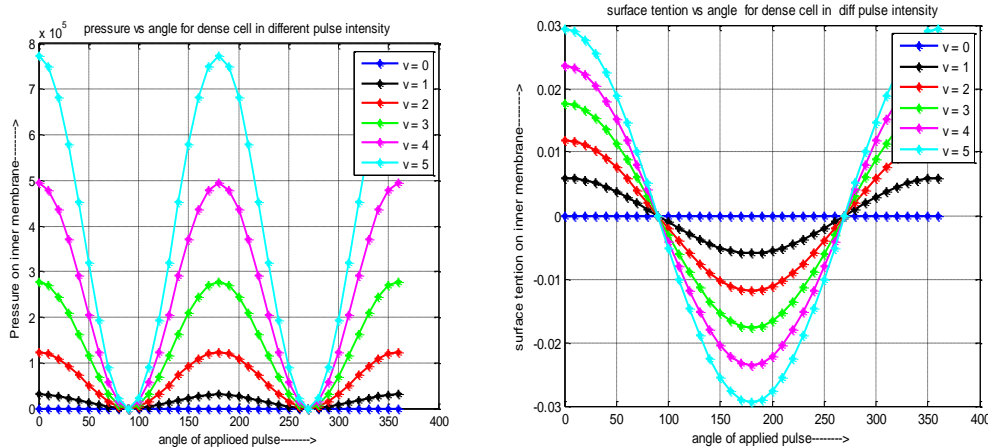 pressure vs angle for dense cell in different pulse intensity
x 10^5
8
7
6
5
4
3
2
1
0
0 50 100 150 200 250 300 350 400
Pressure on inner membrane-------->
angle of applioed pulse-------->
v = 0
v = 1
v = 2
v = 3
v = 4
v = 5
surface tention vs angle for dense cell in diff pulse intensity
0.03
0.02
0.01
0
-0.01
-0.02
-0.03
0 50 100 150 200 250 300 350 400
surface tention on inner membrane-------->
angle of applied pulse-------->
v = 0
v = 1
v = 2
v = 3
v = 4
v = 5